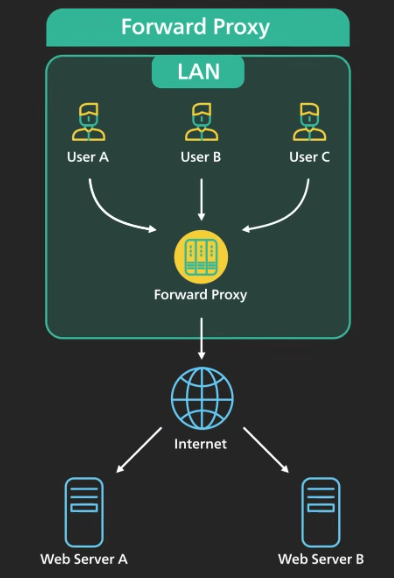 Forward Proxy
LAN
User A
User B
User C
Forward Proxy
Internet
Web Server A
Web Server B